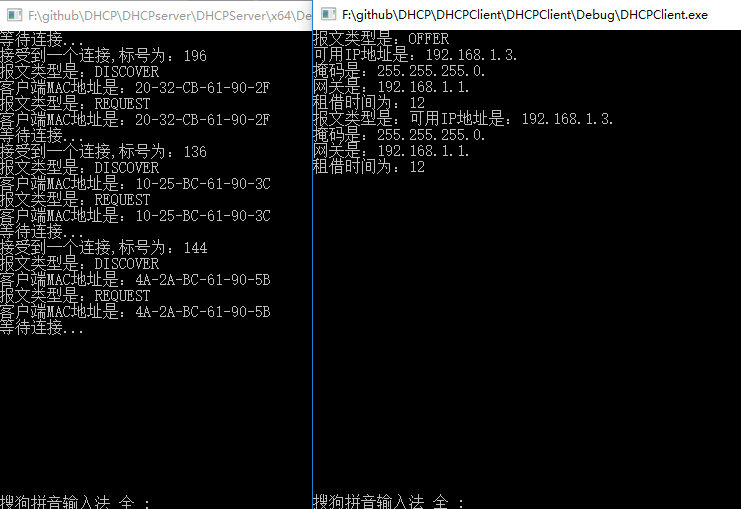 F:\github\DHCP\DHCPserver\DHCPServer\x64\De
等待连接...
接受到一个连接,标号为：196
报文类型是：DISCOVER
客户端MAC地址是：20-32-CB-61-90-2F
报文类型是：REQUEST
客户端MAC地址是：20-32-CB-61-90-2F
等待连接...
接受到一个连接,标号为：136
报文类型是：DISCOVER
客户端MAC地址是：10-25-BC-61-90-3C
报文类型是：REQUEST
客户端MAC地址是：10-25-BC-61-90-3C
等待连接...
接受到一个连接,标号为：144
报文类型是：DISCOVER
客户端MAC地址是：4A-2A-BC-61-90-5B
报文类型是：REQUEST
客户端MAC地址是：4A-2A-BC-61-90-5B
等待连接...
搜狗拼音输入法 全 :
F:\github\DHCP\DHCPClient\DHCPClient\Debug\DHCPClient.exe
报文类型是：OFFER
可用IP地址是：192.168.1.3.
掩码是：255.255.255.0.
网关是：192.168.1.1.
租借时间为：12
报文类型是：可用IP地址是：192.168.1.3.
掩码是：255.255.255.0.
网关是：192.168.1.1.
租借时间为：12
搜狗拼音输入法 全 :